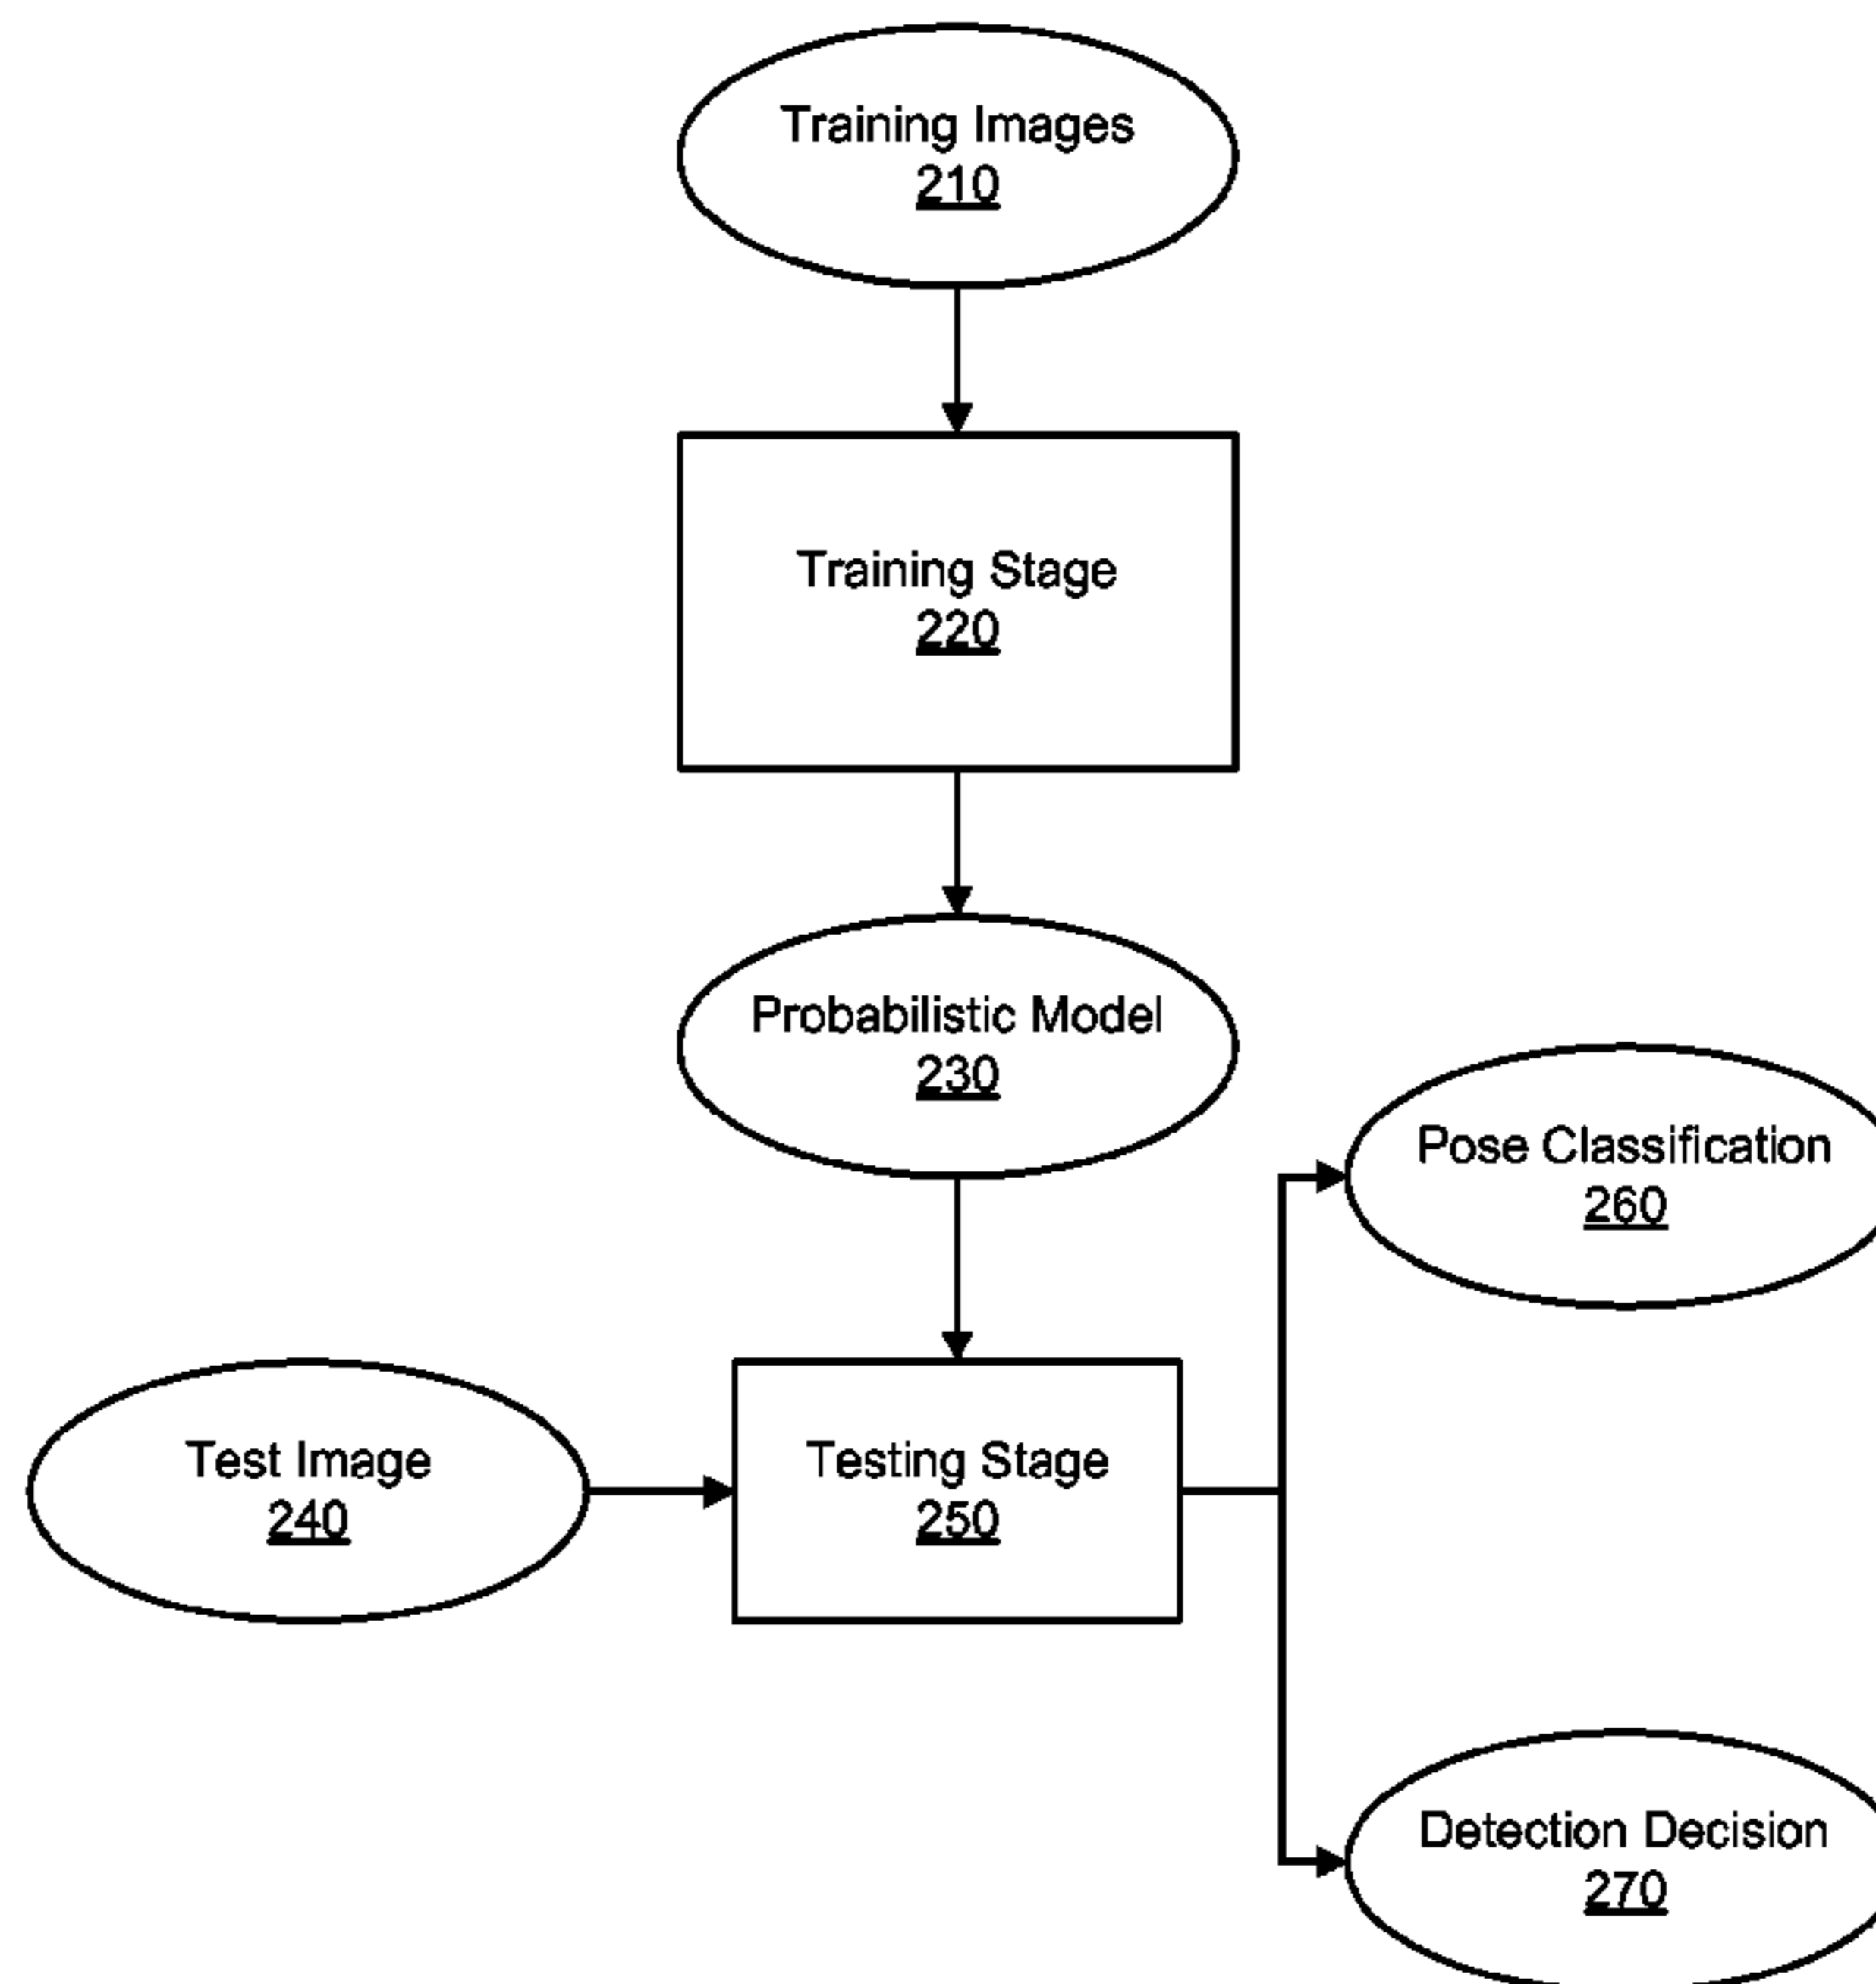 Training Images
210
Training Stage
220
Probabilistic Model
230
Pose Classification
260
Test Image
240
Testing Stage
250
Detection Decision
270